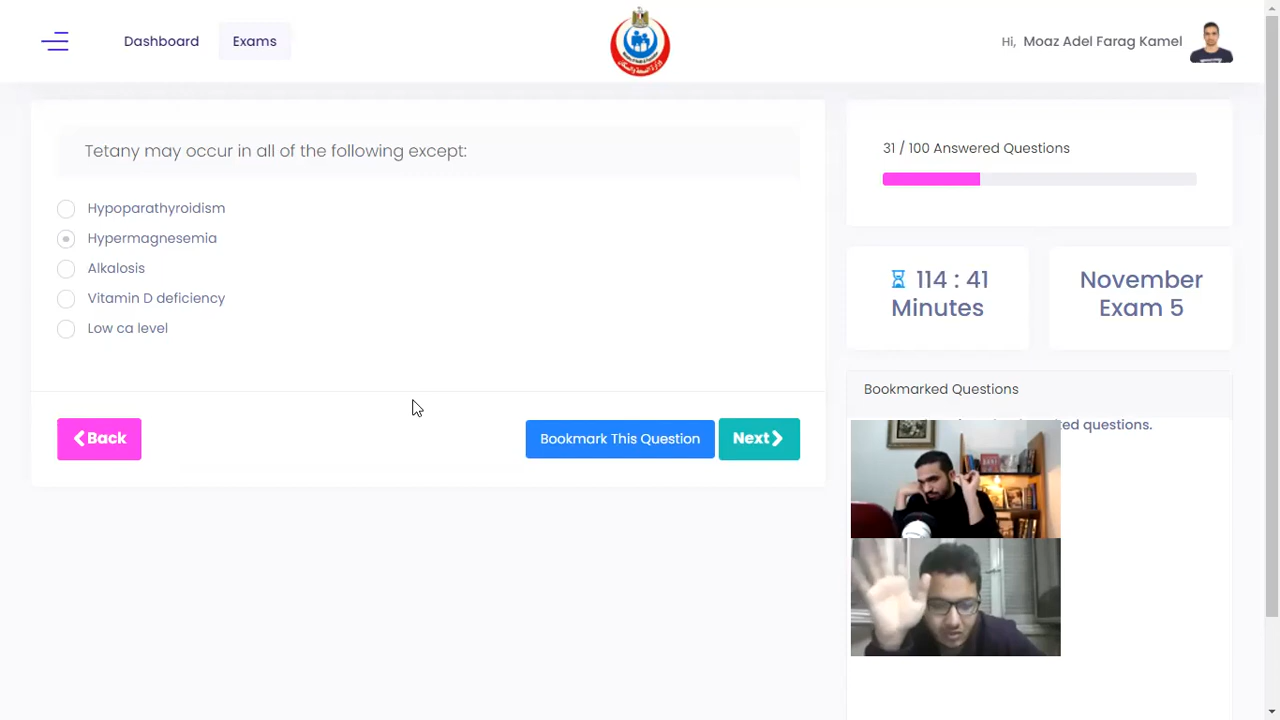 Dashboard
Exams
Hi, Moaz Adel Farag Kamel
Tetany may occur in all of the following except:
Hypoparathyroidism
Hypermagnesemia
Alkalosis
Vitamin D deficiency
Low ca level
Back
Bookmark This Question
Next
31 / 100 Answered Questions
114 : 41
Minutes
November
Exam 5
Bookmarked Questions
ted questions.